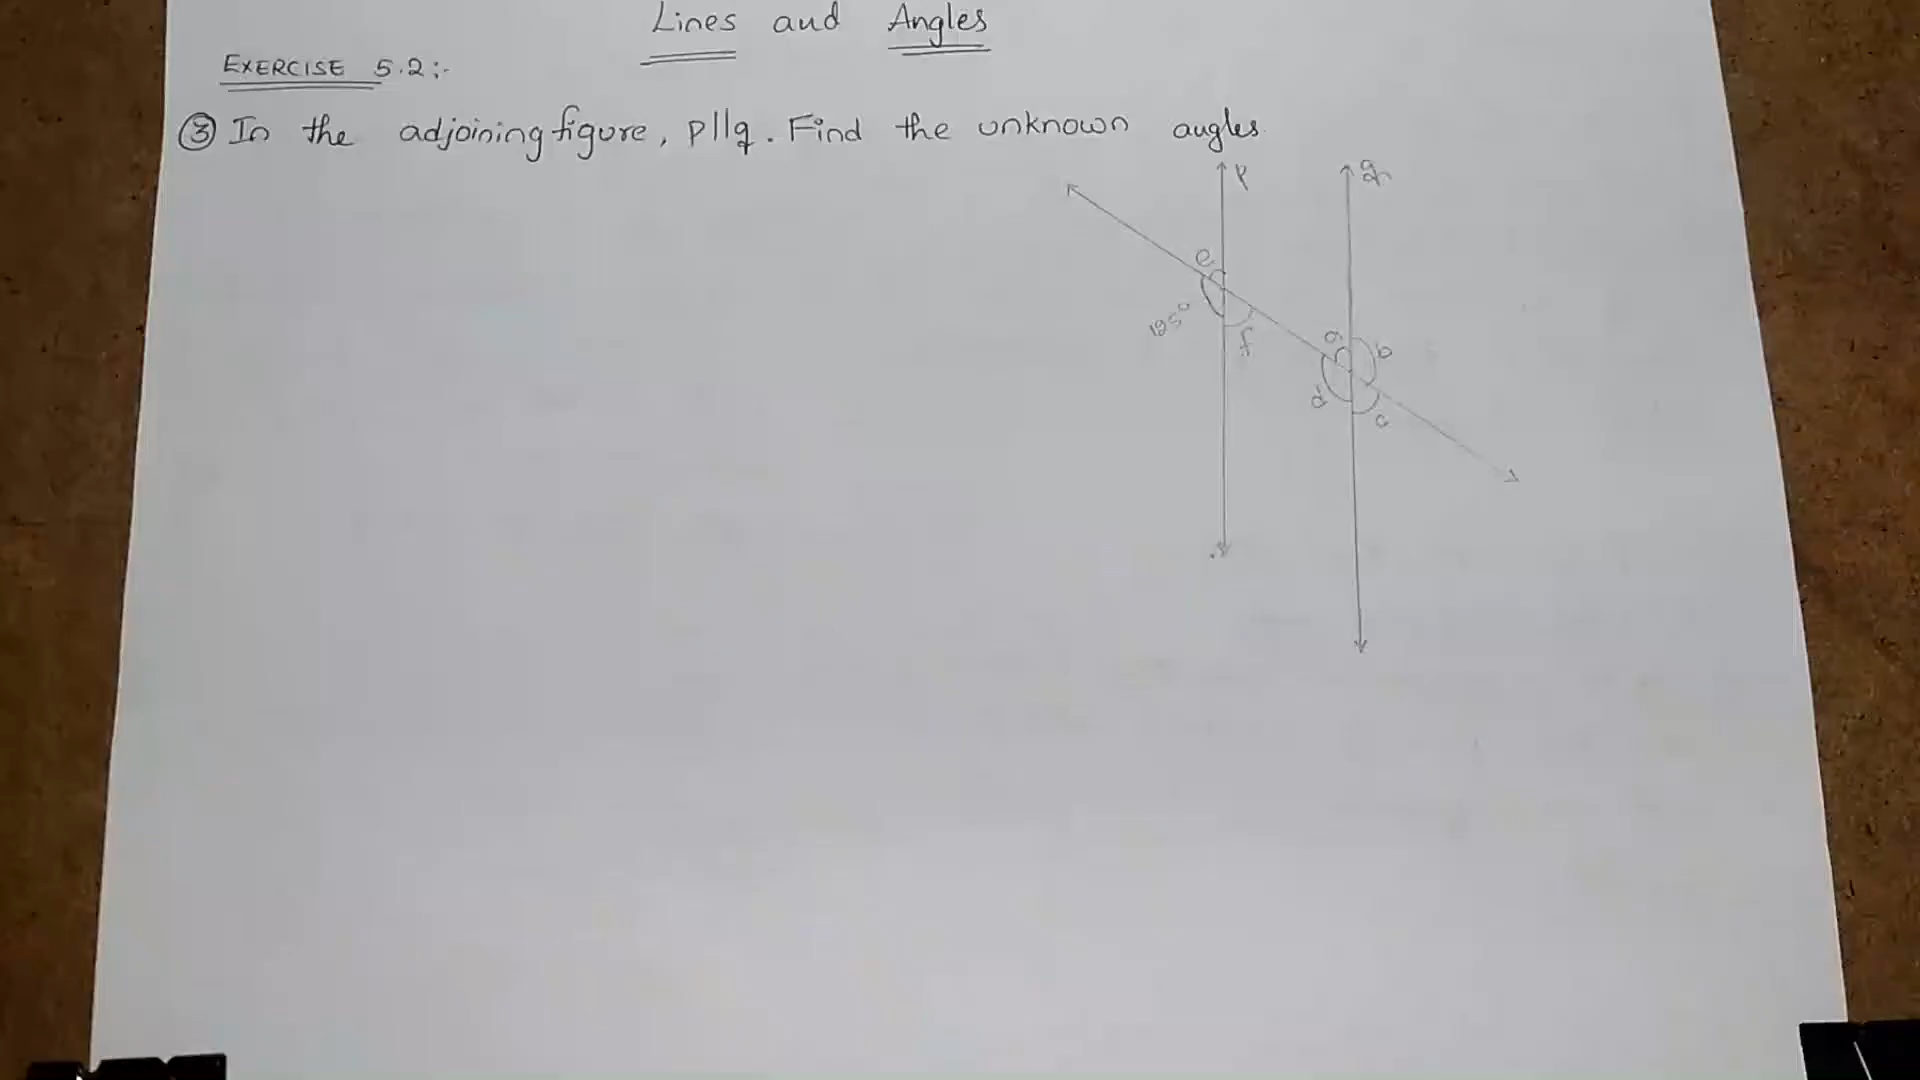 Lines and Angles
EXERCISE 5.2:-
③ In the adjoining figure, p||q. Find the unknown angles.
p
q
e
125°
f
a
b
d
c